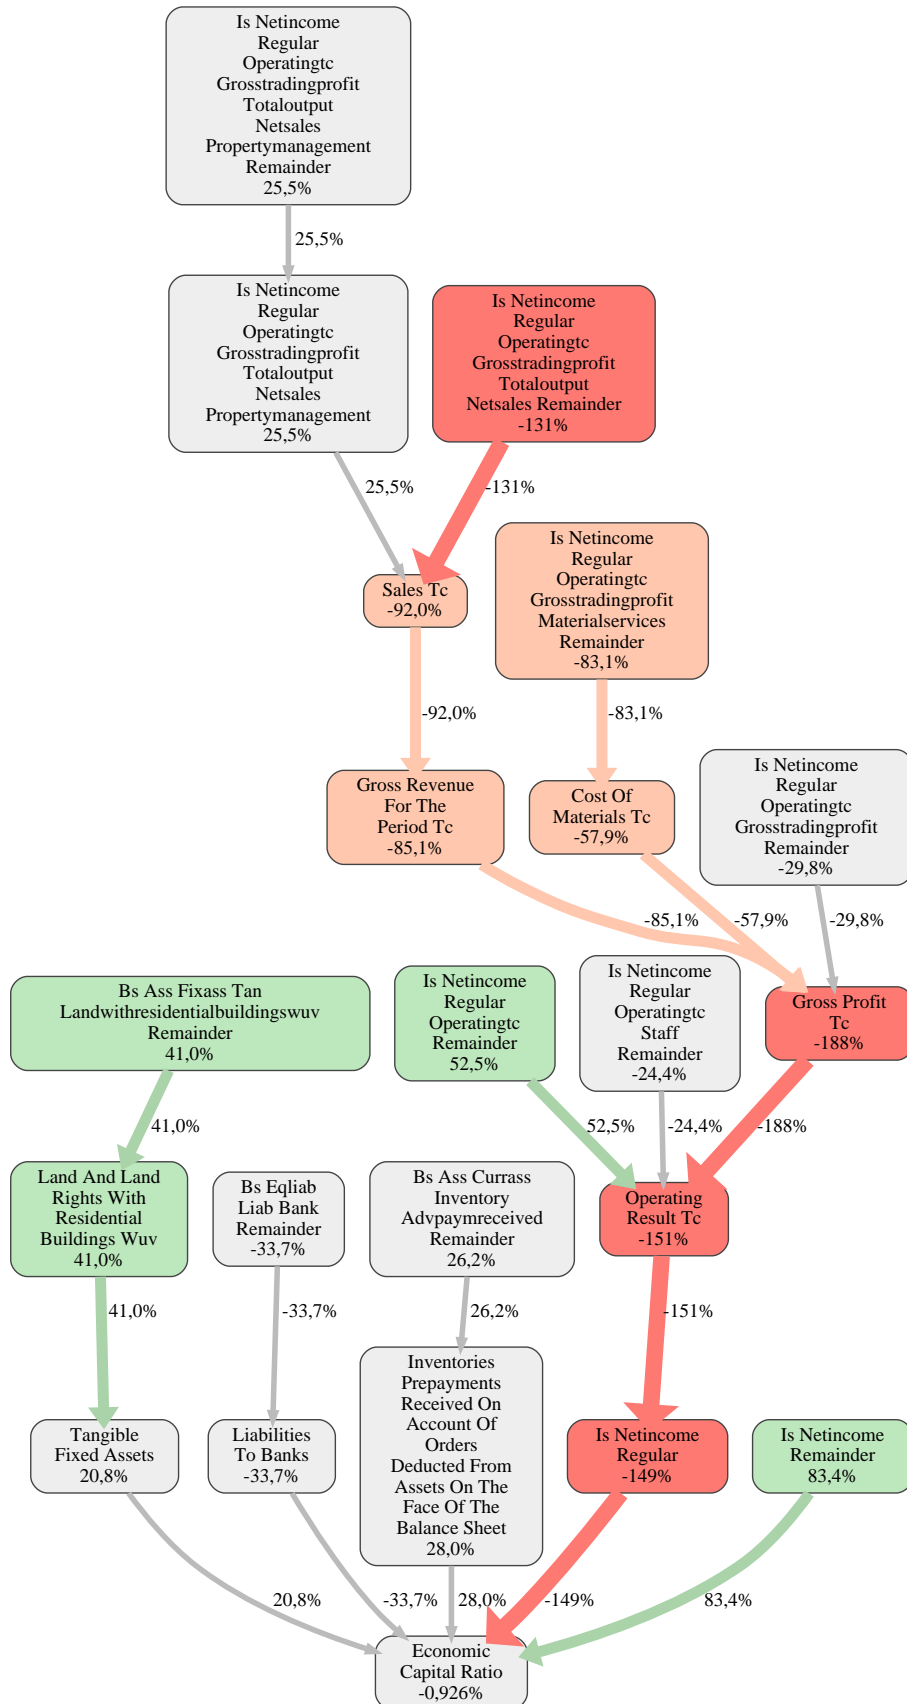 Is Netincome
Regular
Operatingtc
Grosstradingprofit
Totaloutput
Netsales
Propertymanagement
Remainder
25,5%
25,5%
Is Netincome
Regular
Operatingtc
Grosstradingprofit
Totaloutput
Netsales
Propertymanagement
25,5%
Is Netincome
Regular
Operatingtc
Grosstradingprofit
Totaloutput
Netsales Remainder
-131%
25,5%
-131%
Sales Tc
-92,0%
Is Netincome
Regular
Operatingtc
Grosstradingprofit
Materialservices
Remainder
-83,1%
-92,0%
-83,1%
Gross Revenue
For The
Period Tc
-85,1%
Cost Of
Materials Tc
-57,9%
Is Netincome
Regular
Operatingtc
Grosstradingprofit
Remainder
-29,8%
-85,1%
-57,9%
-29,8%
Bs Ass Fixass Tan
Landwithresidentialbuildingswuv
Remainder
41,0%
Is Netincome
Regular
Operatingtc
Remainder
52,5%
Is Netincome
Regular
Operatingtc
Staff
Remainder
-24,4%
Gross Profit
Tc
-188%
41,0%
52,5%
-24,4%
-188%
Land And Land
Rights With
Residential
Buildings Wuv
41,0%
Bs Eqliab
Liab Bank
Remainder
-33,7%
Bs Ass Currass
Inventory
Advpaymreceived
Remainder
26,2%
Operating
Result Tc
-151%
41,0%
-33,7%
26,2%
-151%
Tangible
Fixed Assets
20,8%
Liabilities
To Banks
-33,7%
Inventories
Prepayments
Received On
Account Of
Orders
Deducted From
Assets On The
Face Of The
Balance Sheet
28,0%
Is Netincome
Regular
-149%
Is Netincome
Remainder
83,4%
20,8%
-33,7%
28,0%
-149%
83,4%
Economic
Capital Ratio
-0,926%